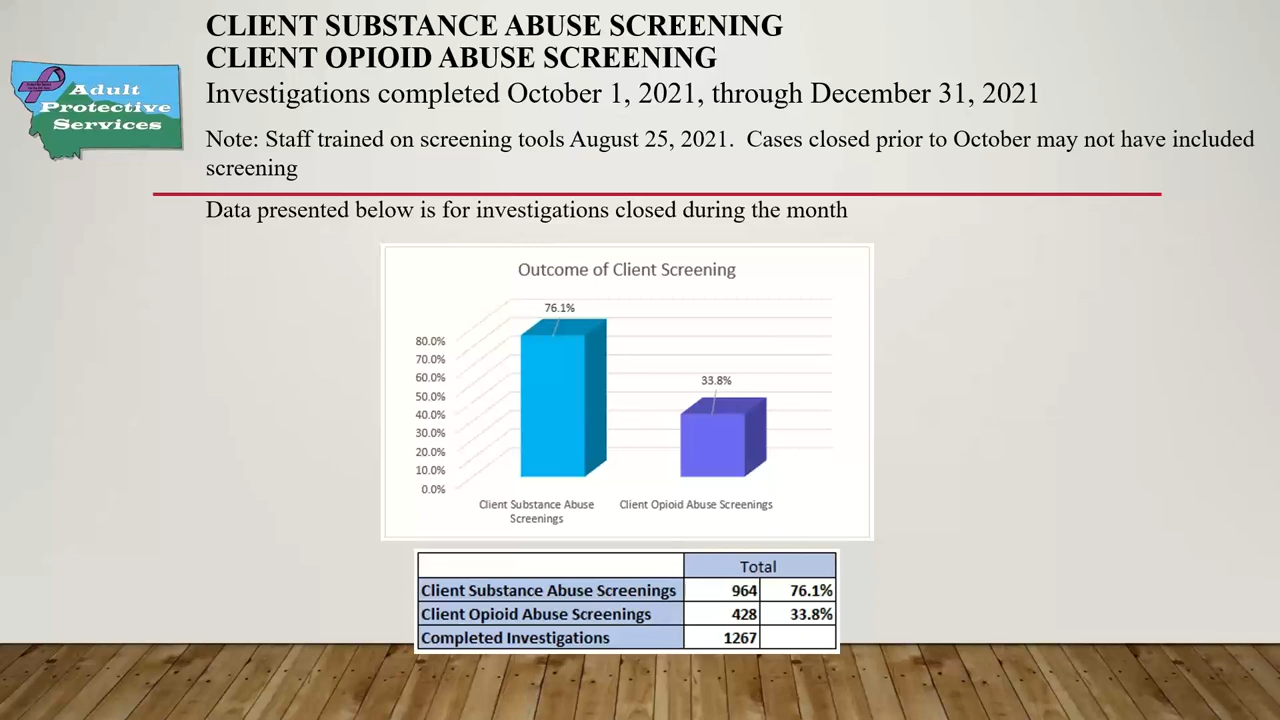 CLIENT SUBSTANCE ABUSE SCREENING
CLIENT OPIOID ABUSE SCREENING
Investigations completed October 1, 2021, through December 31, 2021
Adult
Protective
Services
Note: Staff trained on screening tools August 25, 2021. Cases closed prior to October may not have included
screening
Data presented below is for investigations closed during the month
Outcome of Client Screening
76.1%
33.8%
80.0%
70.0%
60.0%
50.0%
40.0%
30.0%
20.0%
10.0%
0.0%
Client Substance Abuse
Screenings
Client Opioid Abuse Screenings
Total
Client Substance Abuse Screenings 964 76.1%
Client Opioid Abuse Screenings 428 33.8%
Completed Investigations 1267